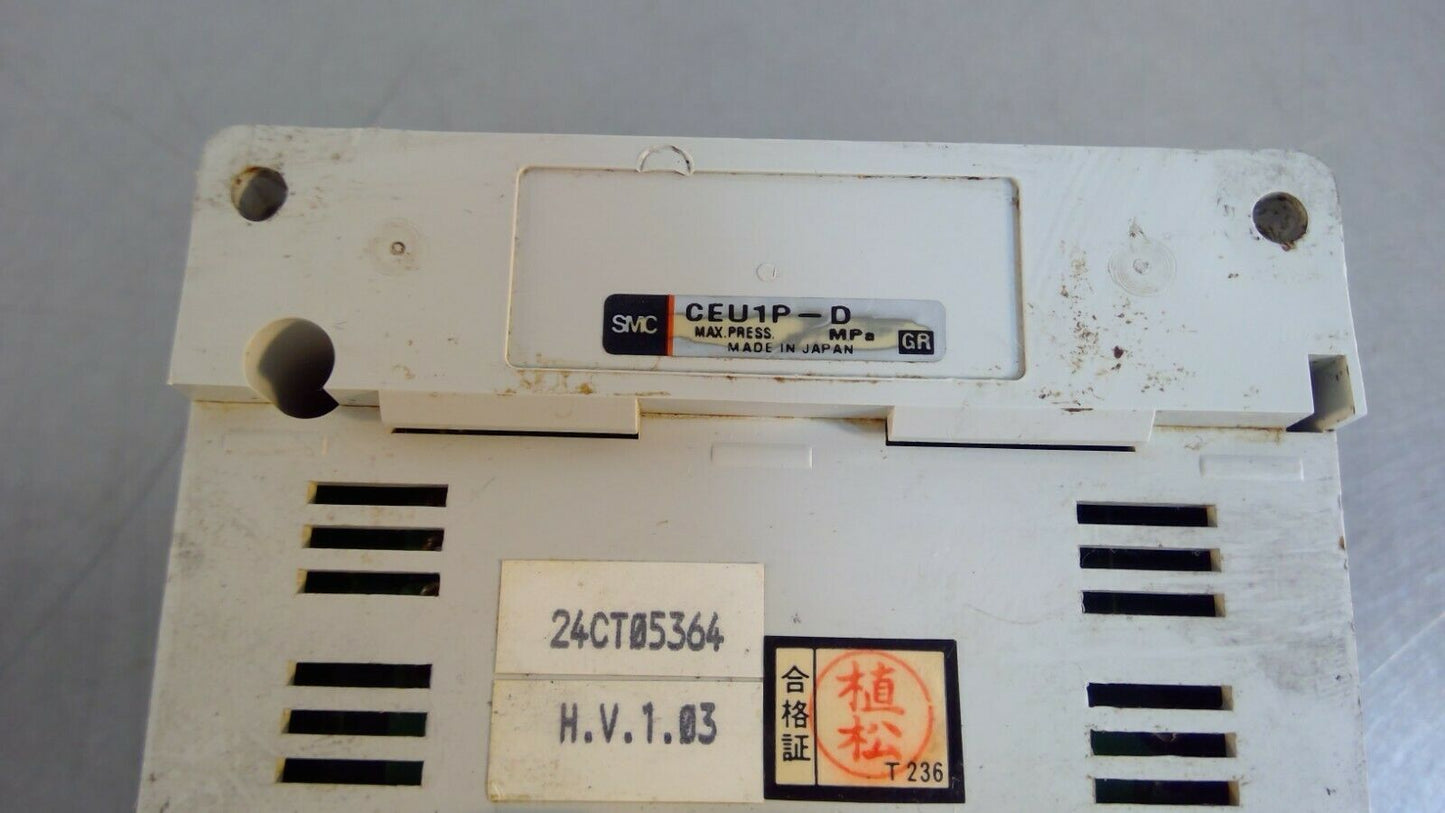 SMC
CEU1P-D
MAX.PRESS. MPa
MADE IN JAPAN
GR
24CTØ5364
H.V.1.Ø3
合格証
植松
T236